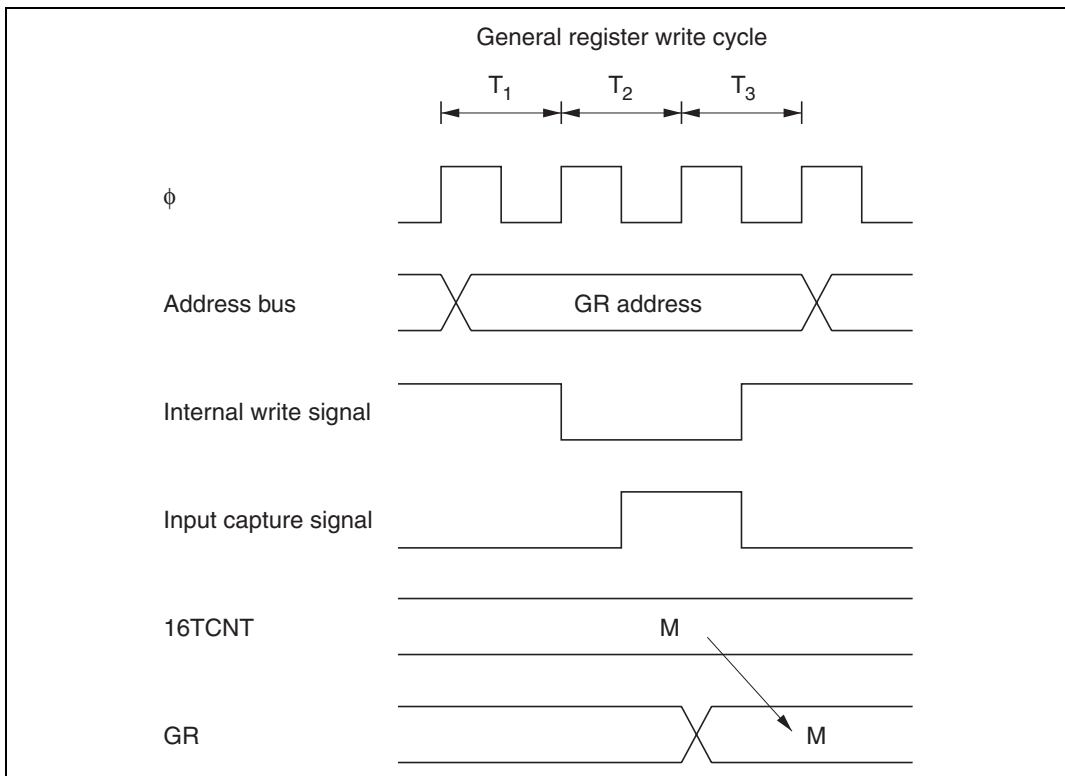 General register write cycle
T1 T2 T3
φ
Address bus GR address
Internal write signal
Input capture signal
16TCNT M
GR M